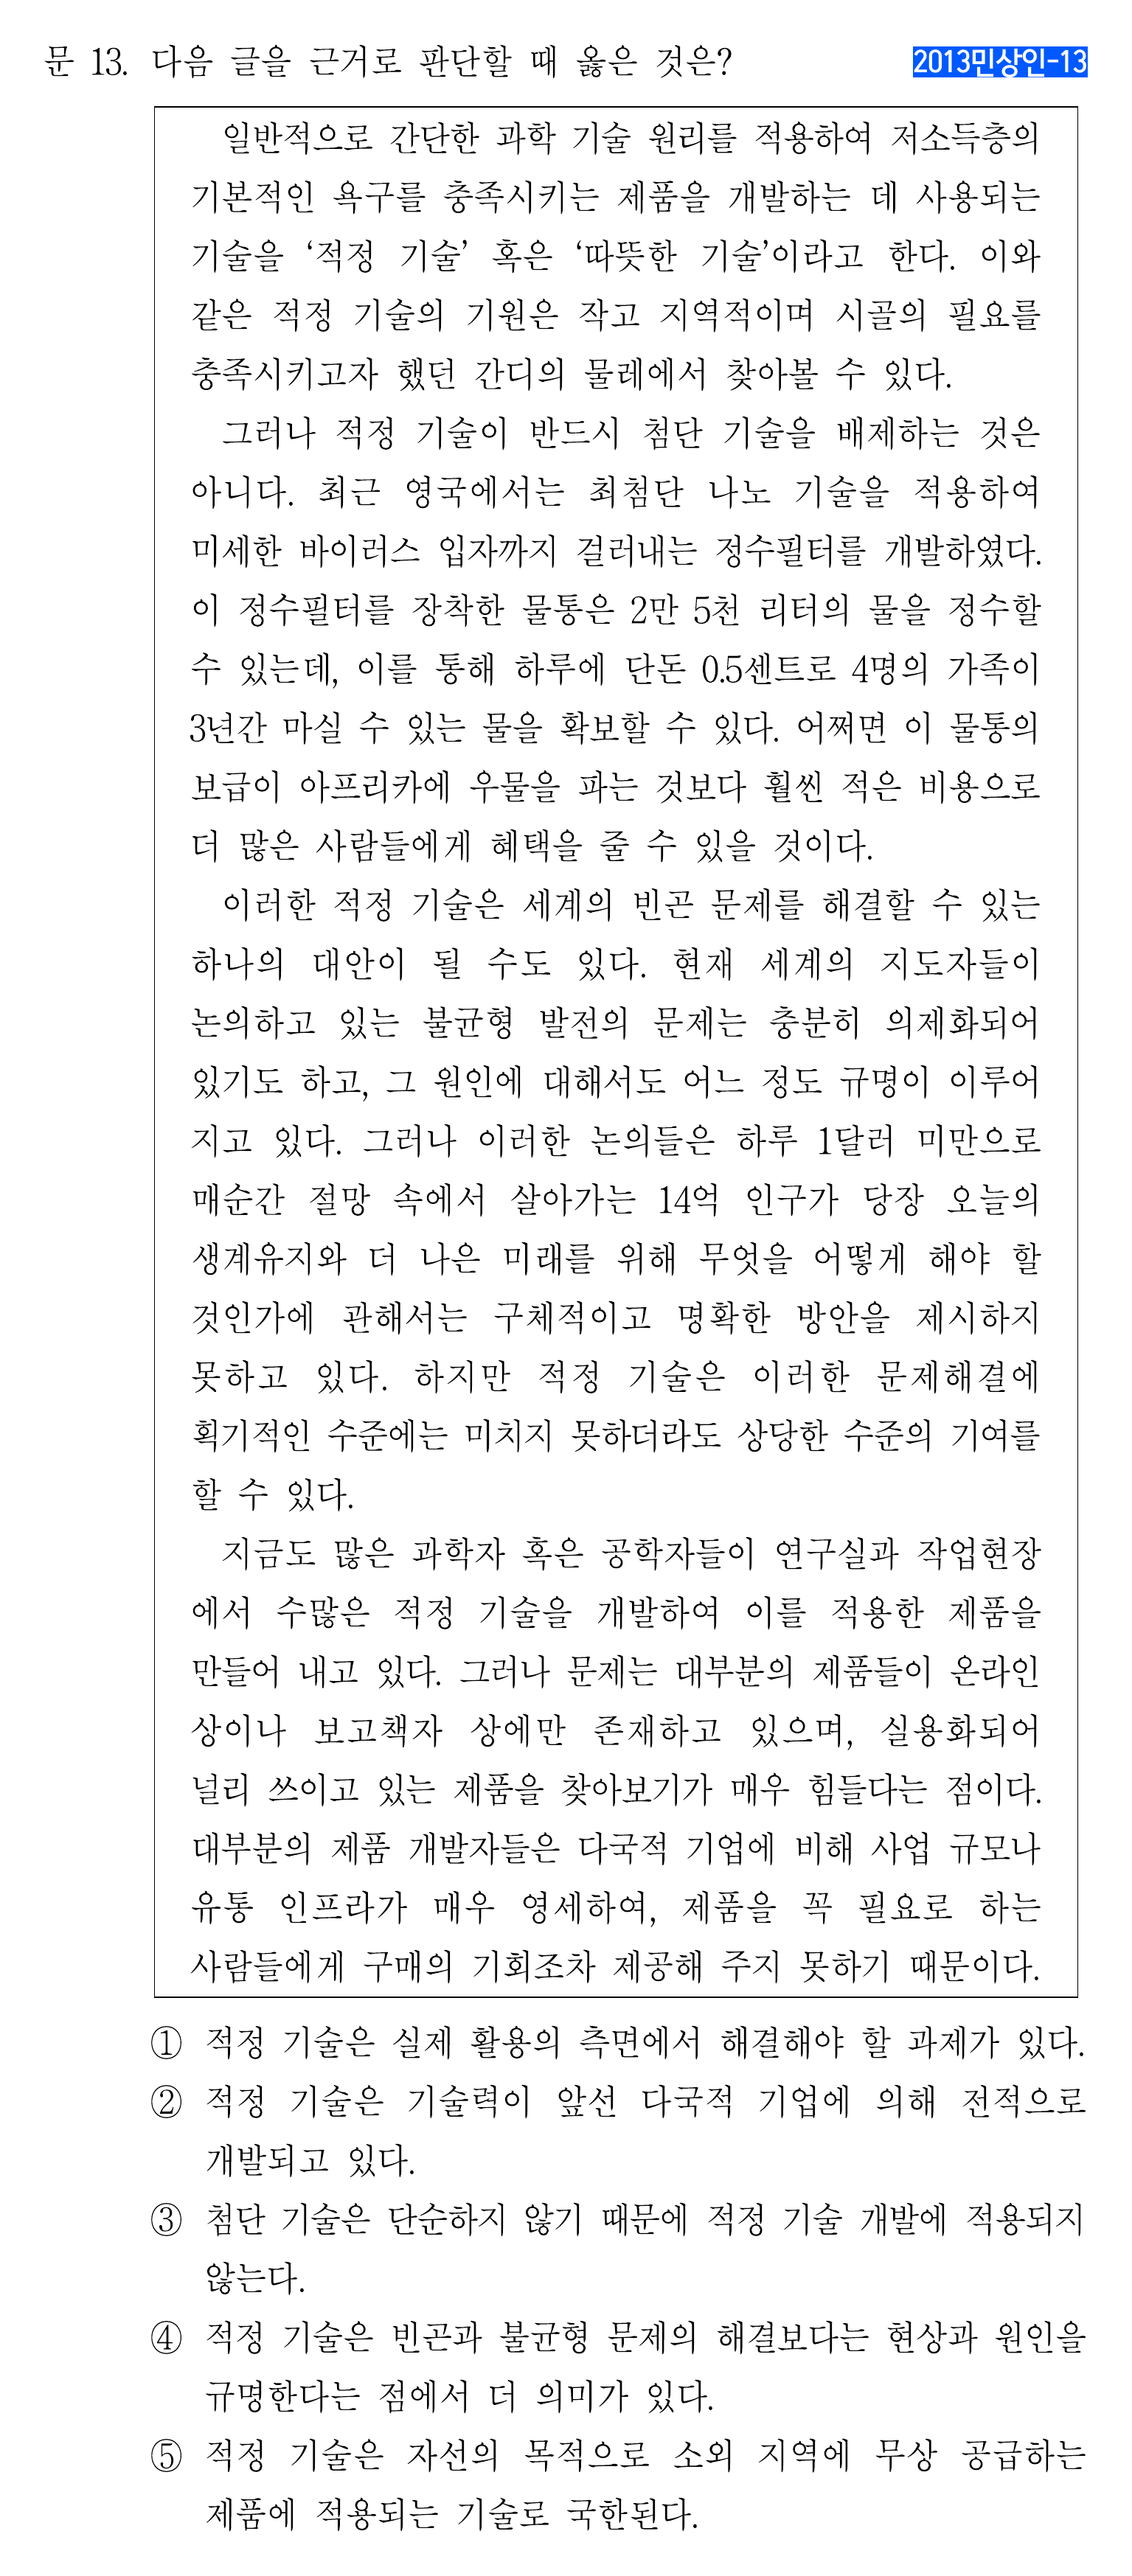 문 13. 다음 글을 근거로 판단할 때 옳은 것은?
2013민상인-13
일반적으로 간단한 과학 기술 원리를 적용하여 저소득층의
기본적인 욕구를 충족시키는 제품을 개발하는 데 사용되는
기술을 ‘적정 기술’ 혹은 ‘따뜻한 기술’이라고 한다. 이와
같은 적정 기술의 기원은 작고 지역적이며 시골의 필요를
충족시키고자 했던 간디의 물레에서 찾아볼 수 있다.
그러나 적정 기술이 반드시 첨단 기술을 배제하는 것은
아니다. 최근 영국에서는 최첨단 나노 기술을 적용하여
미세한 바이러스 입자까지 걸러내는 정수필터를 개발하였다.
이 정수필터를 장착한 물통은 2만 5천 리터의 물을 정수할
수 있는데, 이를 통해 하루에 단돈 0.5센트로 4명의 가족이
3년간 마실 수 있는 물을 확보할 수 있다. 어쩌면 이 물통의
보급이 아프리카에 우물을 파는 것보다 훨씬 적은 비용으로
더 많은 사람들에게 혜택을 줄 수 있을 것이다.
이러한 적정 기술은 세계의 빈곤 문제를 해결할 수 있는
하나의 대안이 될 수도 있다. 현재 세계의 지도자들이
논의하고 있는 불균형 발전의 문제는 충분히 의제화되어
있기도 하고, 그 원인에 대해서도 어느 정도 규명이 이루어
지고 있다. 그러나 이러한 논의들은 하루 1달러 미만으로
매순간 절망 속에서 살아가는 14억 인구가 당장 오늘의
생계유지와 더 나은 미래를 위해 무엇을 어떻게 해야 할
것인가에 관해서는 구체적이고 명확한 방안을 제시하지
못하고 있다. 하지만 적정 기술은 이러한 문제해결에
획기적인 수준에는 미치지 못하더라도 상당한 수준의 기여를
할 수 있다.
지금도 많은 과학자 혹은 공학자들이 연구실과 작업현장
에서 수많은 적정 기술을 개발하여 이를 적용한 제품을
만들어 내고 있다. 그러나 문제는 대부분의 제품들이 온라인
상이나 보고책자 상에만 존재하고 있으며, 실용화되어
널리 쓰이고 있는 제품을 찾아보기가 매우 힘들다는 점이다.
대부분의 제품 개발자들은 다국적 기업에 비해 사업 규모나
유통 인프라가 매우 영세하여, 제품을 꼭 필요로 하는
사람들에게 구매의 기회조차 제공해 주지 못하기 때문이다.
① 적정 기술은 실제 활용의 측면에서 해결해야 할 과제가 있다.
② 적정 기술은 기술력이 앞선 다국적 기업에 의해 전적으로
개발되고 있다.
③ 첨단 기술은 단순하지 않기 때문에 적정 기술 개발에 적용되지
않는다.
④ 적정 기술은 빈곤과 불균형 문제의 해결보다는 현상과 원인을
규명한다는 점에서 더 의미가 있다.
⑤ 적정 기술은 자선의 목적으로 소외 지역에 무상 공급하는
제품에 적용되는 기술로 국한된다.